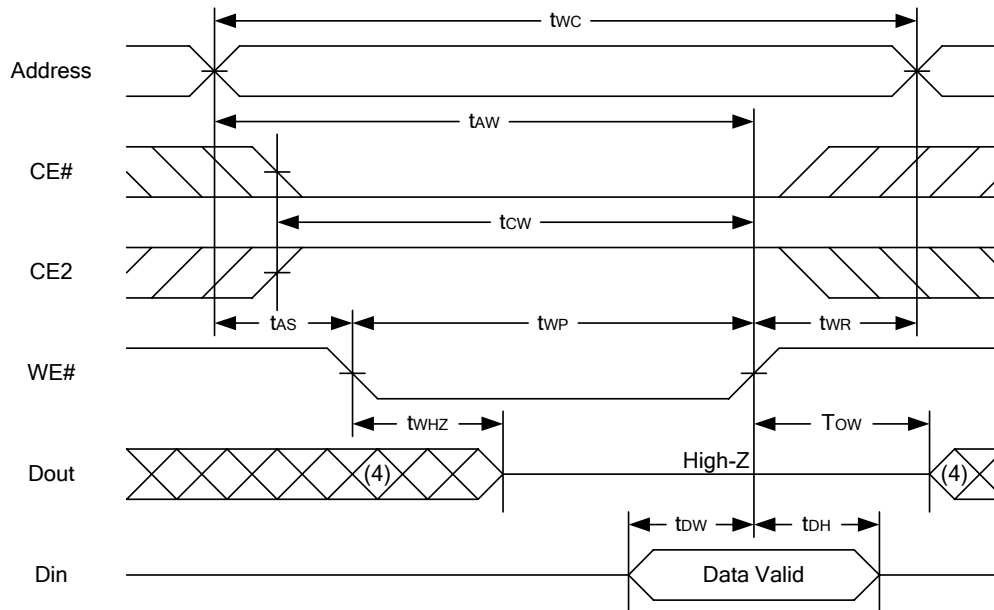 tWC
Address
tAW
CE#
tCW
CE2
tAS tWP tWR
WE#
tWHZ TOW
Dout (4) High-Z (4)
tDW tDH
Din Data Valid